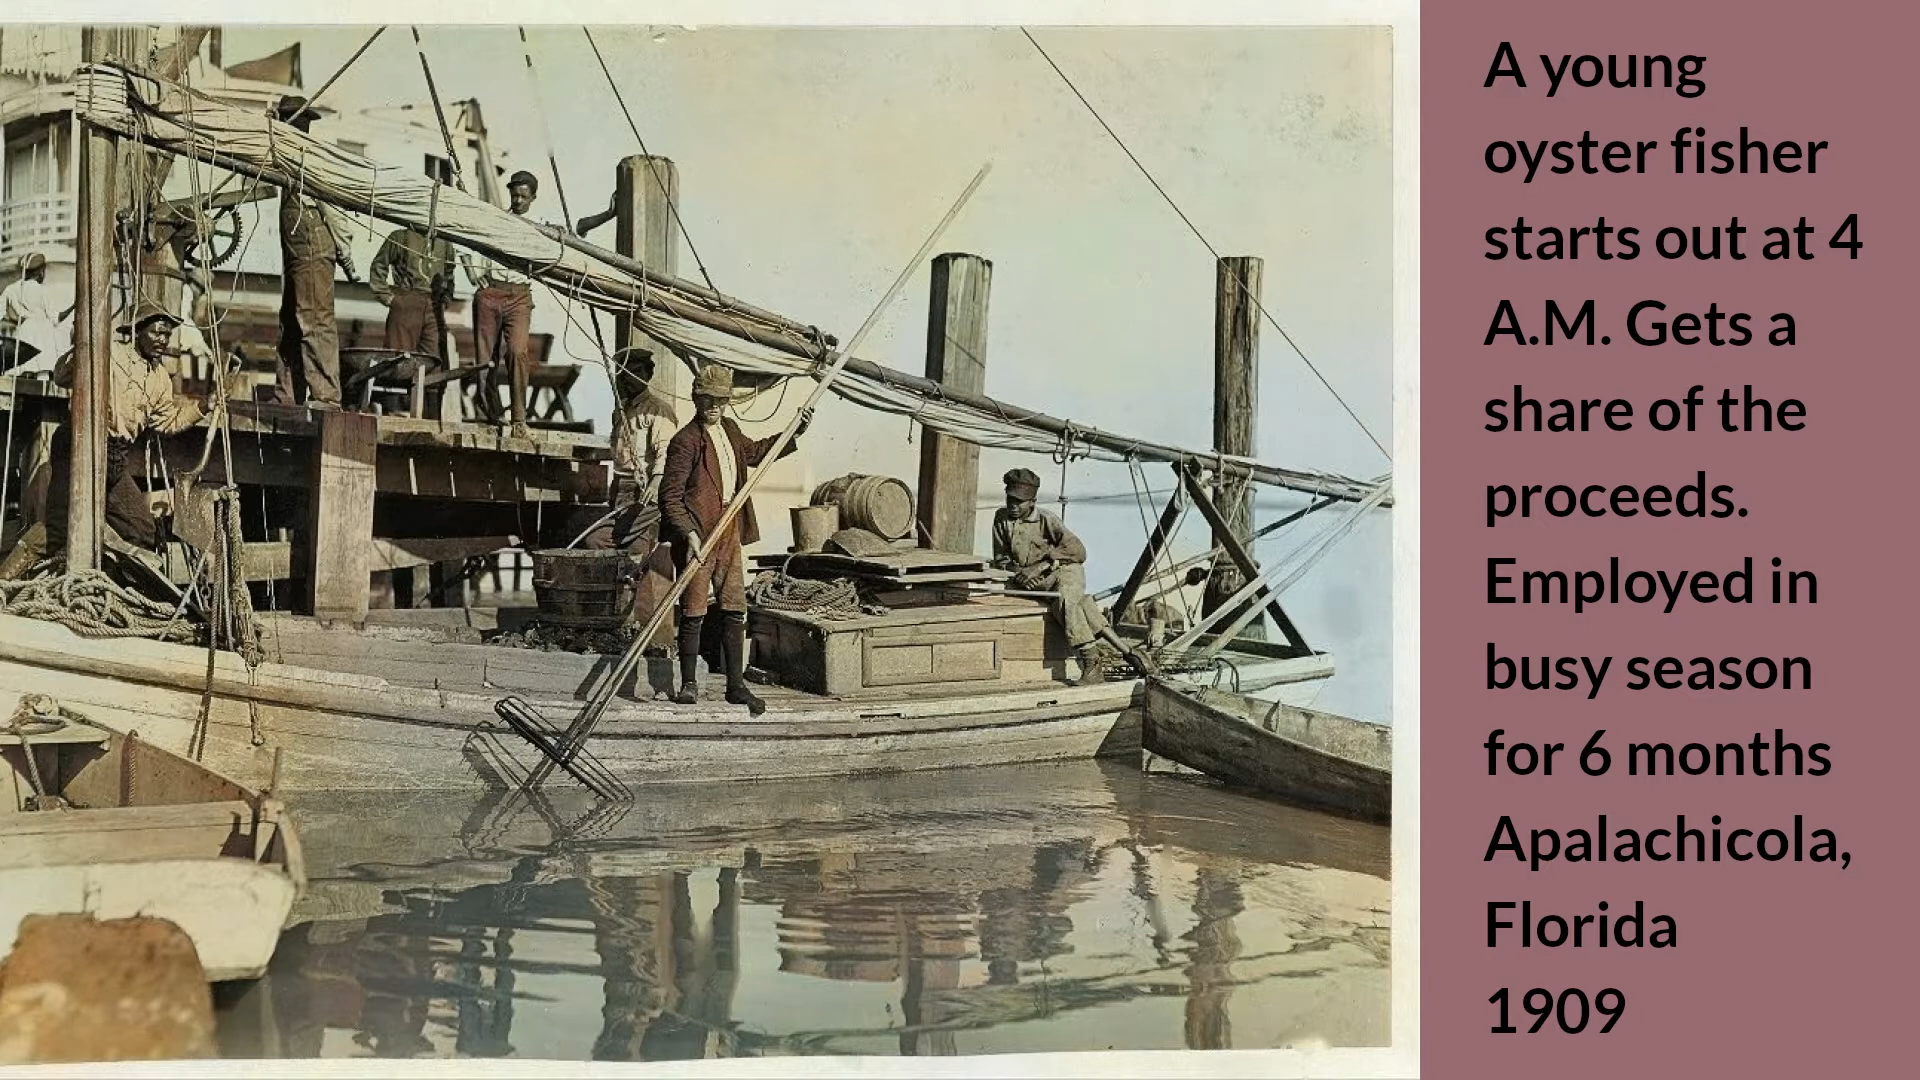 A young
oyster fisher
starts out at 4
A.M. Gets a
share of the
proceeds.
Employed in
busy season
for 6 months
Apalachicola,
Florida
1909